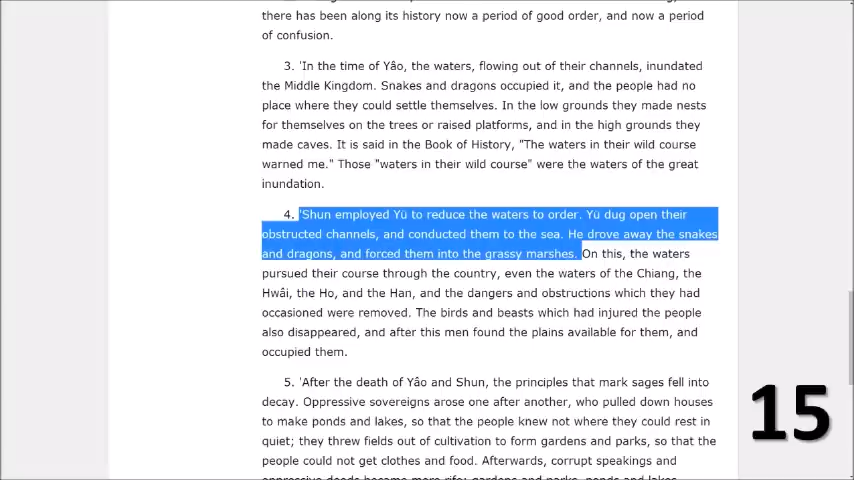 there has been along its history now a period of good order, and now a period
of confusion.
3. 'In the time of Yâo, the waters, flowing out of their channels, inundated
the Middle Kingdom. Snakes and dragons occupied it, and the people had no
place where they could settle themselves. In the low grounds they made nests
for themselves on the trees or raised platforms, and in the high grounds they
made caves. It is said in the Book of History, "The waters in their wild course
warned me." Those "waters in their wild course" were the waters of the great
inundation.
4. 'Shun employed Yü to reduce the waters to order. Yü dug open their
obstructed channels, and conducted them to the sea. He drove away the snakes
and dragons, and forced them into the grassy marshes. On this, the waters
pursued their course through the country, even the waters of the Chiang, the
Hwâi, the Ho, and the Han, and the dangers and obstructions which they had
occasioned were removed. The birds and beasts which had injured the people
also disappeared, and after this men found the plains available for them, and
occupied them.
5. 'After the death of Yâo and Shun, the principles that mark sages fell into
decay. Oppressive sovereigns arose one after another, who pulled down houses
to make ponds and lakes, so that the people knew not where they could rest in
quiet; they threw fields out of cultivation to form gardens and parks, so that the
people could not get clothes and food. Afterwards, corrupt speakings and
oppressive deeds became more rife; gardens and parks, ponds and lakes,
15